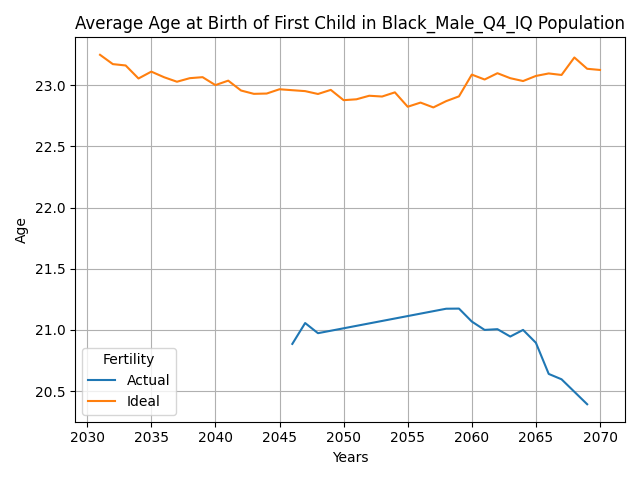 Average Age at Birth of First Child in Black_Male_Q4_IQ Population
Age
23.0
22.5
22.0
21.5
21.0
20.5
Fertility
Actual
Ideal
2030 2035 2040 2045 2050 2055 2060 2065 2070
Years